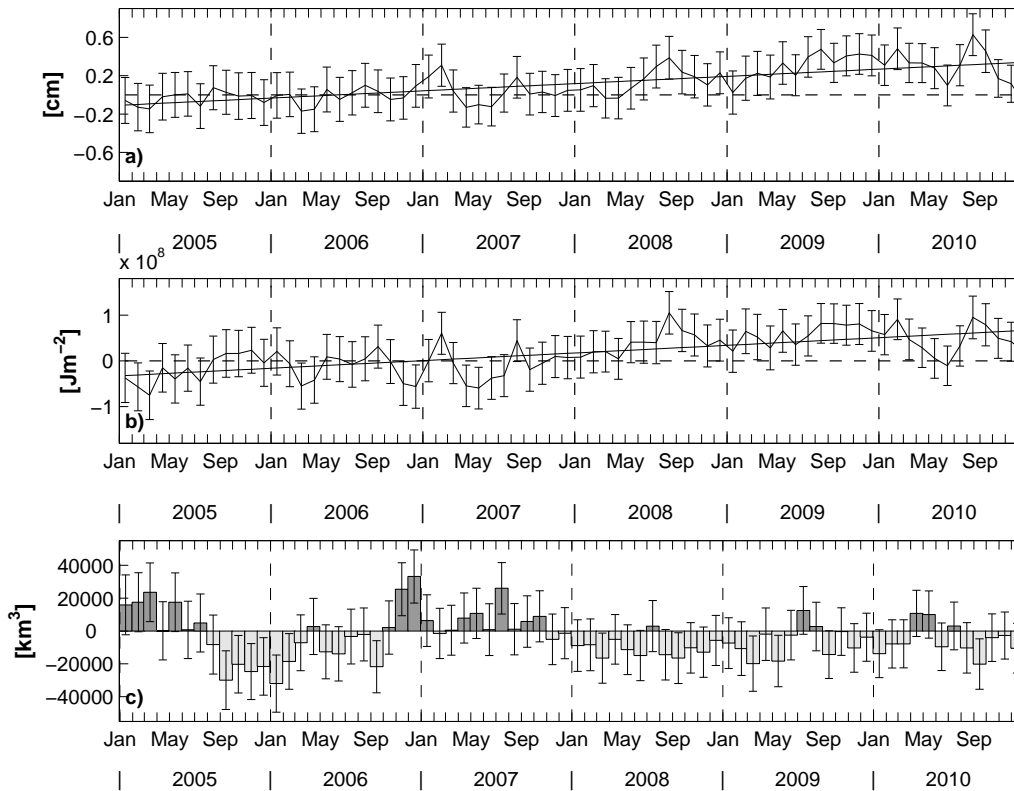 0.6
0.2
−0.2
−0.6
[cm]
a)
Jan May Sep Jan May Sep Jan May Sep Jan May Sep Jan May Sep Jan May Sep
| 2005 | 2006 | 2007 | 2008 | 2009 | 2010
x 10⁸
1
0
−1
[Jm⁻²]
b)
Jan May Sep Jan May Sep Jan May Sep Jan May Sep Jan May Sep Jan May Sep
| 2005 | 2006 | 2007 | 2008 | 2009 | 2010
40000
20000
0
−20000
−40000
[km³]
c)
Jan May Sep Jan May Sep Jan May Sep Jan May Sep Jan May Sep Jan May Sep
| 2005 | 2006 | 2007 | 2008 | 2009 | 2010